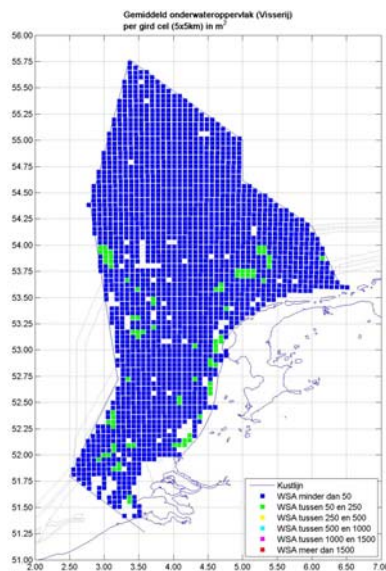 Gemiddeld onderwateroppervlak (Visserij)
per gird cel (5x5km) in m²
56.00
55.75
55.50
55.25
55.00
54.75
54.50
54.25
54.00
53.75
53.50
53.25
53.00
52.75
52.50
52.25
52.00
51.75
51.50
51.25
51.00
2.00 2.50 3.00 3.50 4.00 4.50 5.00 5.50 6.00 6.50 7.00
Kustlijn
WSA minder dan 50
WSA tussen 50 en 250
WSA tussen 250 en 500
WSA tussen 500 en 1000
WSA tussen 1000 en 1500
WSA meer dan 1500